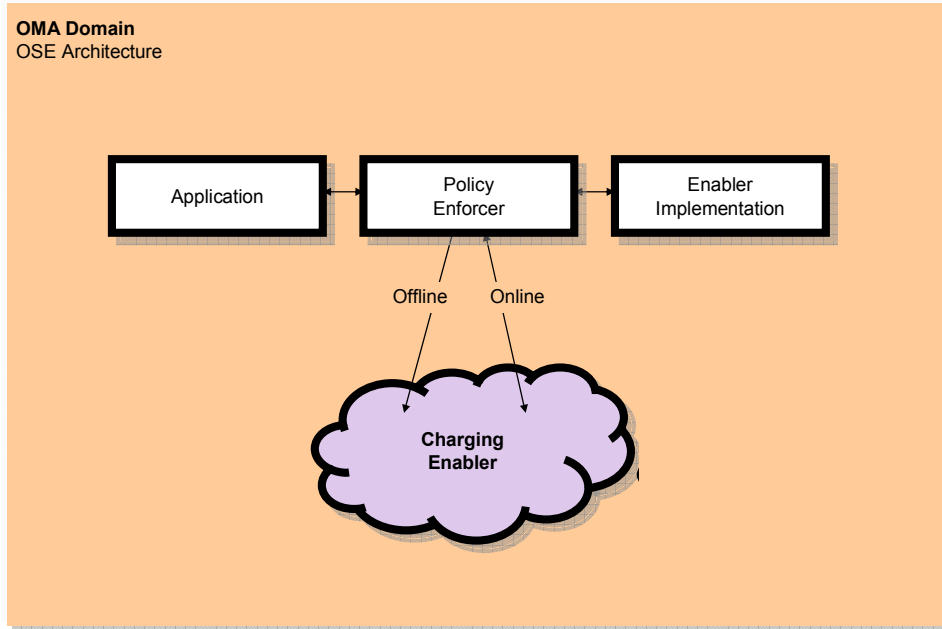 OMA Domain
OSE Architecture
Application
Policy
Enforcer
Enabler
Implementation
Offline
Online
Charging
Enabler